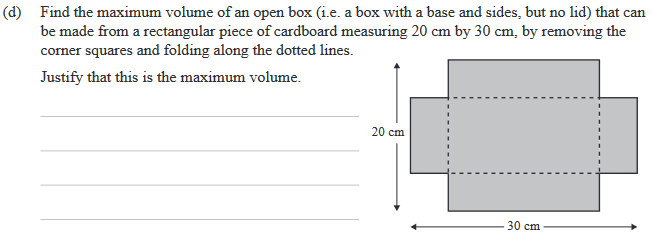 (d) Find the maximum volume of an open box (i.e. a box with a base and sides, but no lid) that can
be made from a rectangular piece of cardboard measuring 20 cm by 30 cm, by removing the
corner squares and folding along the dotted lines.
Justify that this is the maximum volume.
20 cm
30 cm